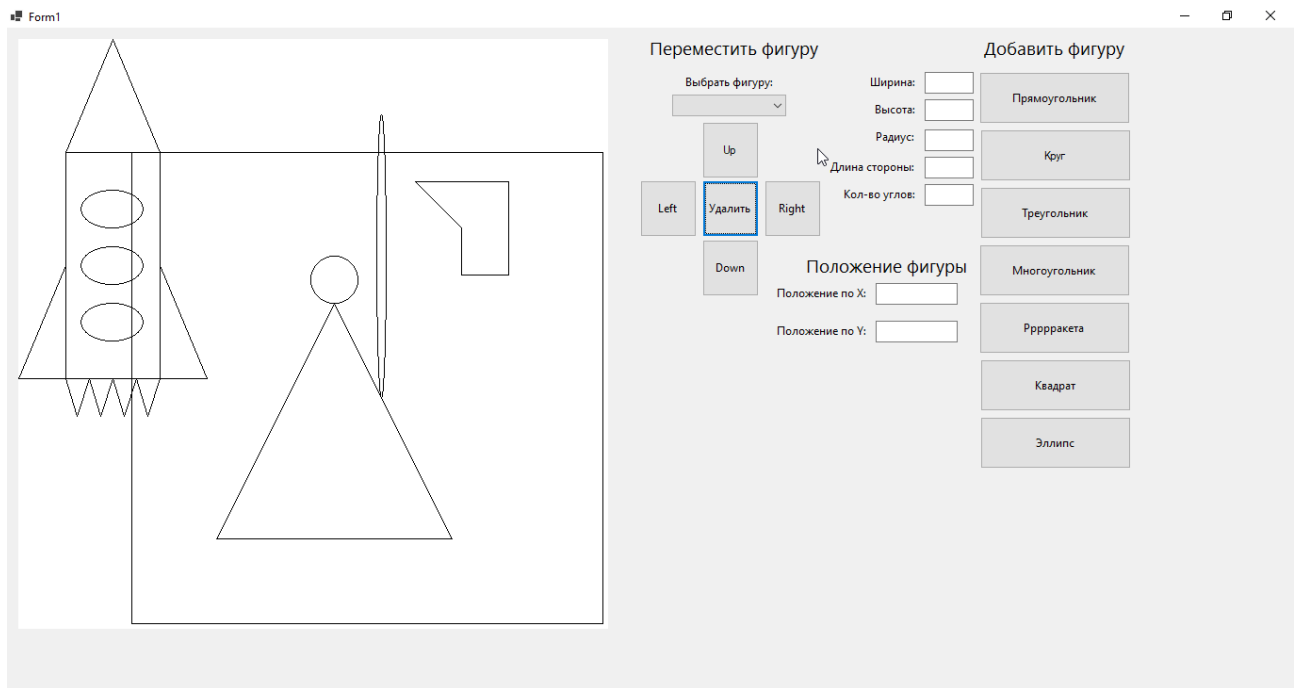 Form1
Переместить фигуру
Добавить фигуру
Выбрать фигуру:
Ширина:
Высота:
Радиус:
Длина стороны:
Кол-во углов:
Up
Left
Удалить
Right
Down
Положение фигуры
Положение по X:
Положение по Y:
Прямоугольник
Круг
Треугольник
Многоугольник
Рррррракета
Квадрат
Эллипс